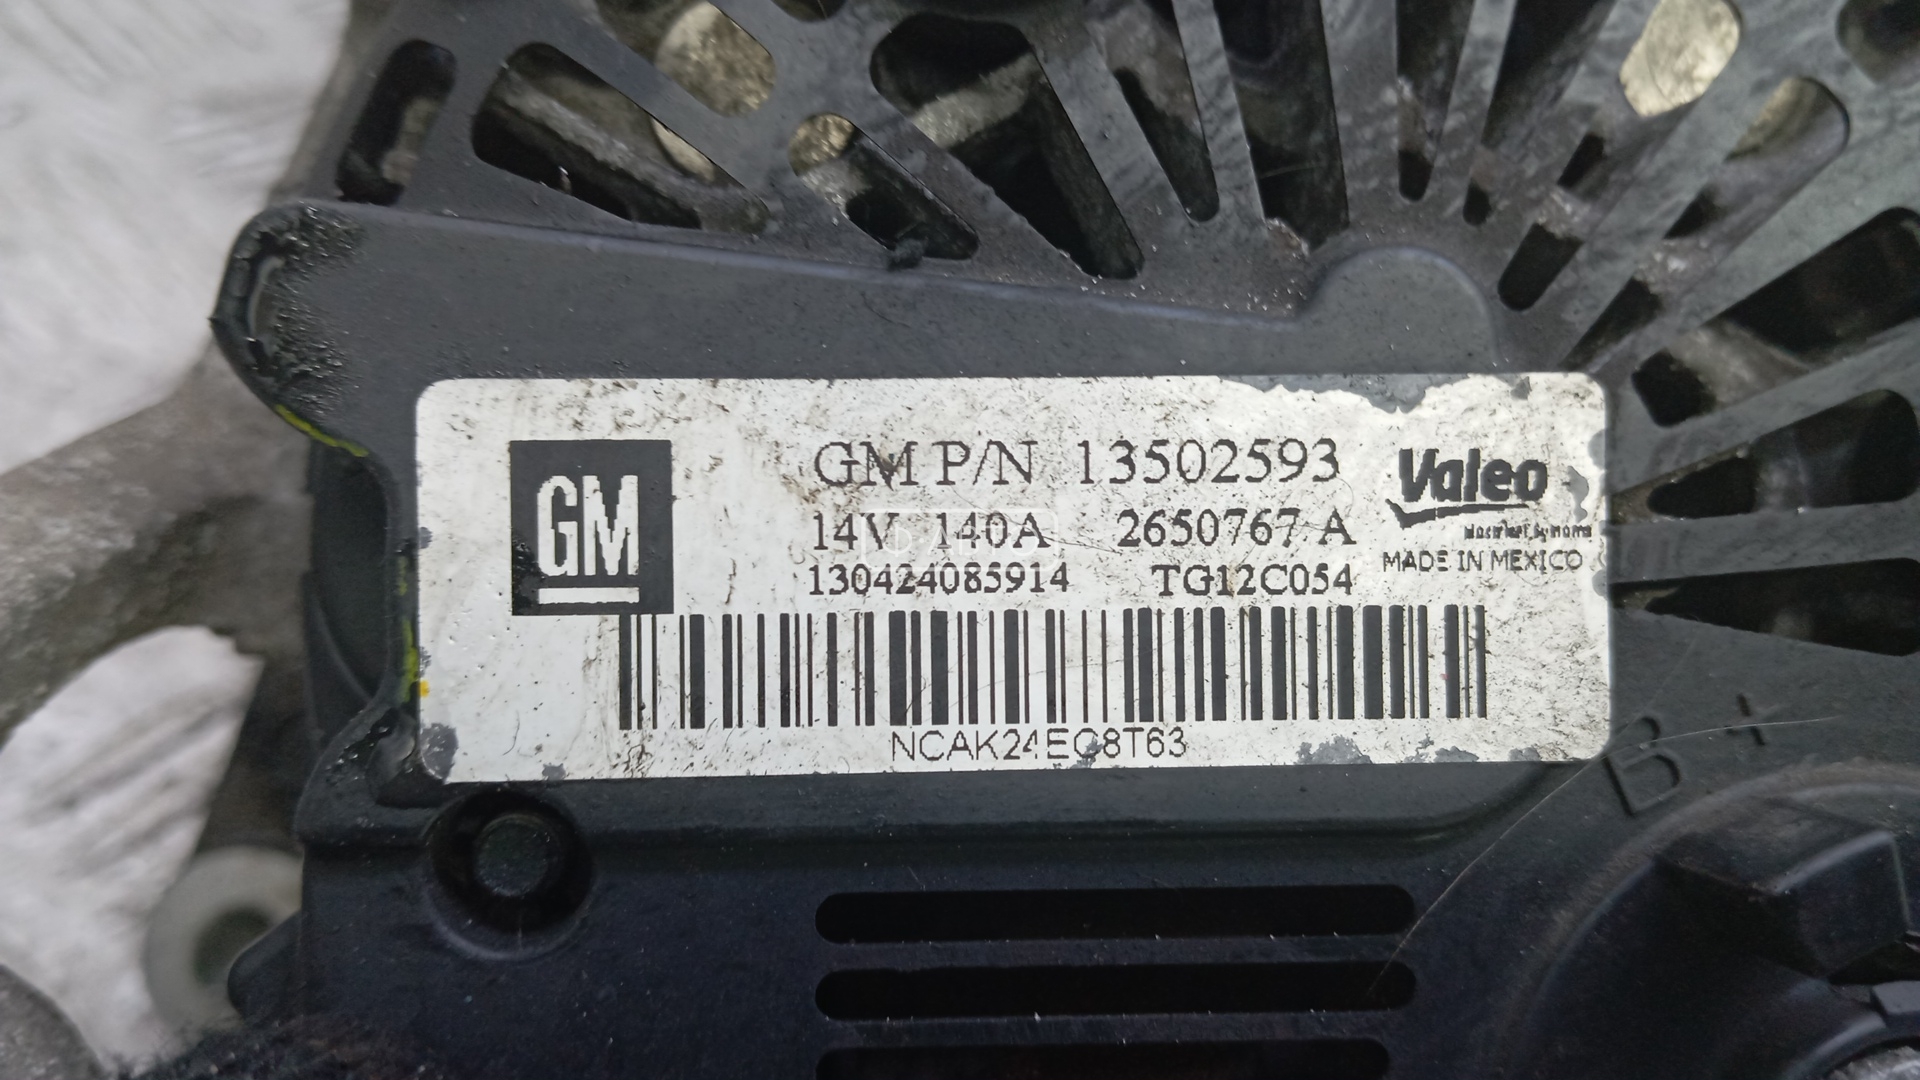 GM
GM P/N 13502593
Valeo
14V 140A 2650767 A
MADE IN MEXICO
130424085914 TG12C054
NCAK24EC8T63
B+